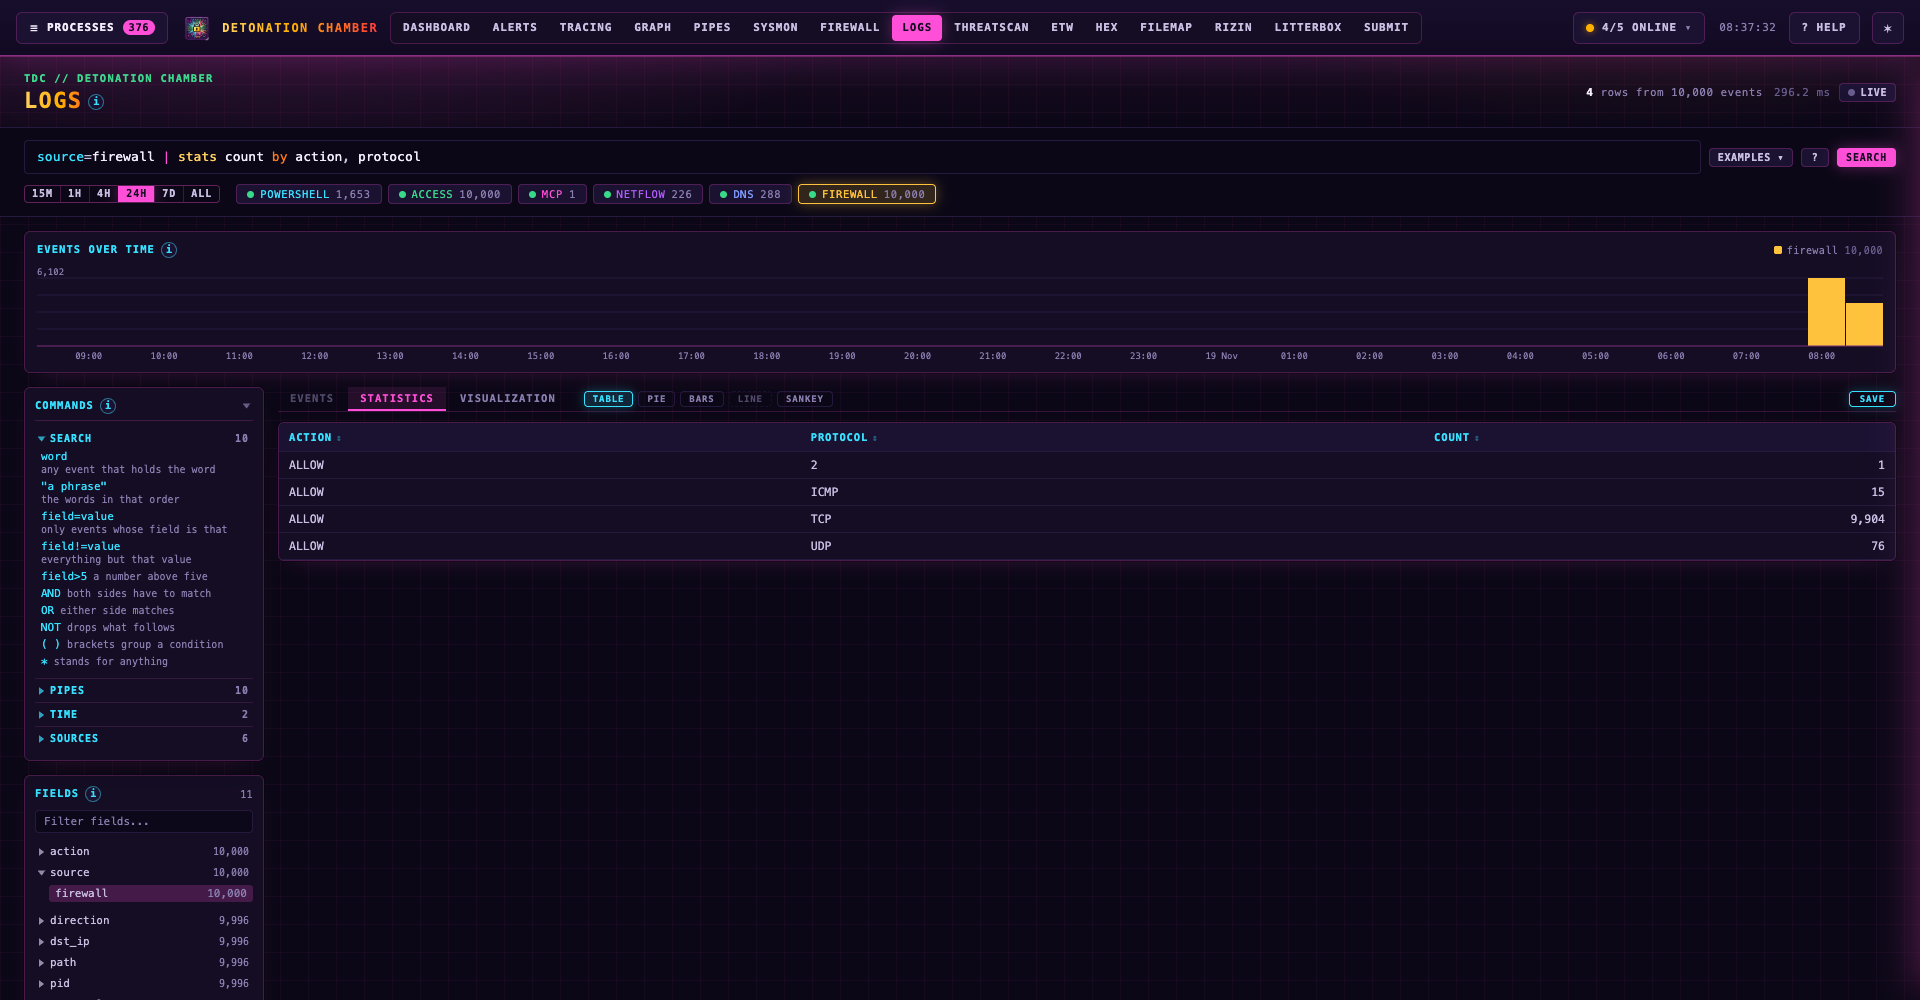 ≡ PROCESSES 376
DETONATION CHAMBER
DASHBOARD ALERTS TRACING GRAPH PIPES SYSMON FIREWALL LOGS THREATSCAN ETW HEX FILEMAP RIZIN LITTERBOX SUBMIT
4/5 ONLINE ▾
08:37:32
? HELP
TDC // DETONATION CHAMBER
LOGS i
4 rows from 10,000 events 296.2 ms LIVE
source=firewall | stats count by action, protocol
EXAMPLES ▾ ? SEARCH
15M 1H 4H 24H 7D ALL
POWERSHELL 1,653 ACCESS 10,000 MCP 1 NETFLOW 226 DNS 288 FIREWALL 10,000
EVENTS OVER TIME i
firewall 10,000
6,102
09:00 10:00 11:00 12:00 13:00 14:00 15:00 16:00 17:00 18:00 19:00 20:00 21:00 22:00 23:00 19 Nov 01:00 02:00 03:00 04:00 05:00 06:00 07:00 08:00
COMMANDS i
SEARCH 10
word
any event that holds the word
"a phrase"
the words in that order
field=value
only events whose field is that
field!=value
everything but that value
field>5 a number above five
AND both sides have to match
OR either side matches
NOT drops what follows
( ) brackets group a condition
* stands for anything
PIPES 10
TIME 2
SOURCES 6
EVENTS STATISTICS VISUALIZATION TABLE PIE BARS LINE SANKEY SAVE
ACTION PROTOCOL COUNT
ALLOW 2 1
ALLOW ICMP 15
ALLOW TCP 9,904
ALLOW UDP 76
FIELDS i 11
Filter fields...
action 10,000
source 10,000
firewall 10,000
direction 9,996
dst_ip 9,996
path 9,996
pid 9,996